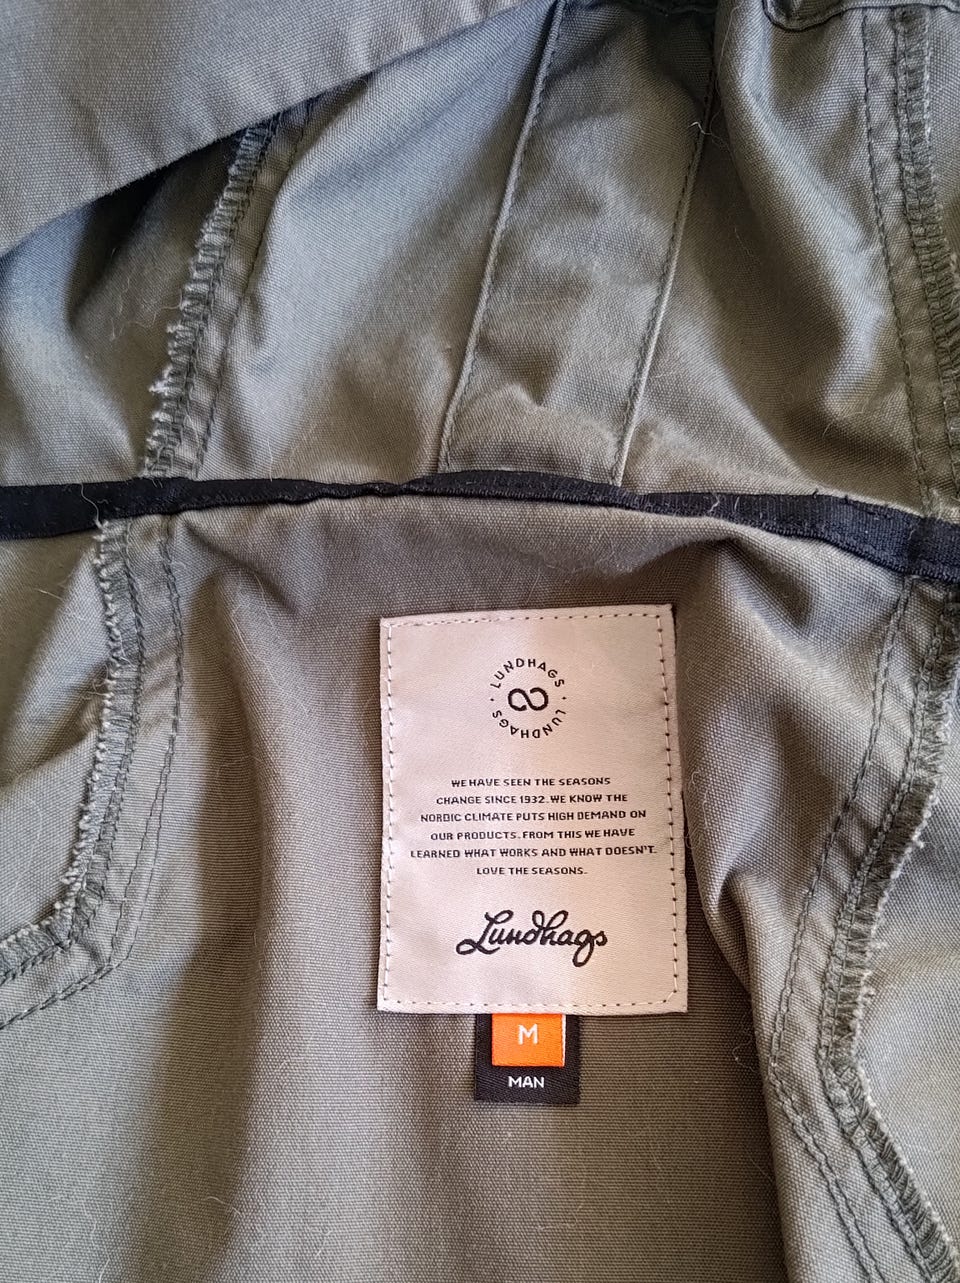 LUNDHAGS · LUNDHAGS ·
WE HAVE SEEN THE SEASONS
CHANGE SINCE 1932. WE KNOW THE
NORDIC CLIMATE PUTS HIGH DEMAND ON
OUR PRODUCTS. FROM THIS WE HAVE
LEARNED WHAT WORKS AND WHAT DOESN'T.
LOVE THE SEASONS.
Lundhags
M
MAN